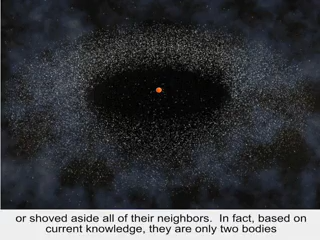 or shoved aside all of their neighbors.  In fact, based on
current knowledge, they are only two bodies